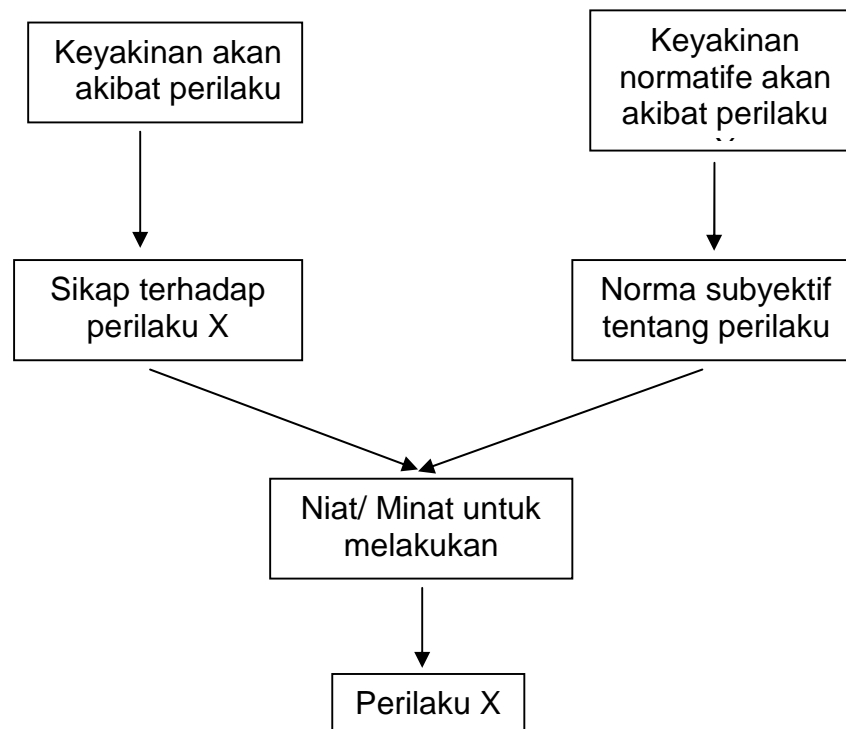 Keyakinan akan
akibat perilaku
Keyakinan
normatife akan
akibat perilaku
Sikap terhadap
perilaku X
Norma subyektif
tentang perilaku
Niat/ Minat untuk
melakukan
Perilaku X